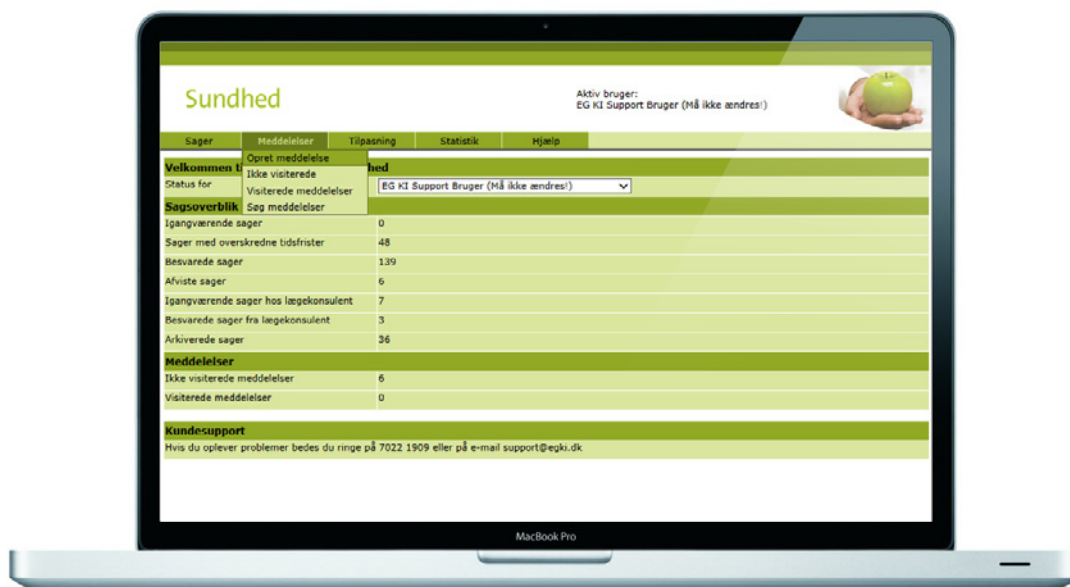 Sundhed
Aktiv bruger:
EG KI Support Bruger (Må ikke ændres!)
Sager Meddelelser Tilpasning Statistik Hjælp
Opret meddelelse
Ikke visiterede
Visiterede meddelelser
Søg meddelelser
Velkommen hed
Status for EG KI Support Bruger (Må ikke ændres!)
Sagsoverblik
Igangværende sager 0
Sager med overskredne tidsfrister 48
Besvarede sager 139
Afviste sager 6
Igangværende sager hos lægekonsulent 7
Besvarede sager fra lægekonsulent 3
Arkiverede sager 36
Meddelelser
Ikke visiterede meddelelser 6
Visiterede meddelelser 0
Kundesupport
Hvis du oplever problemer bedes du ringe på 7022 1909 eller på e-mail support@egki.dk
MacBook Pro